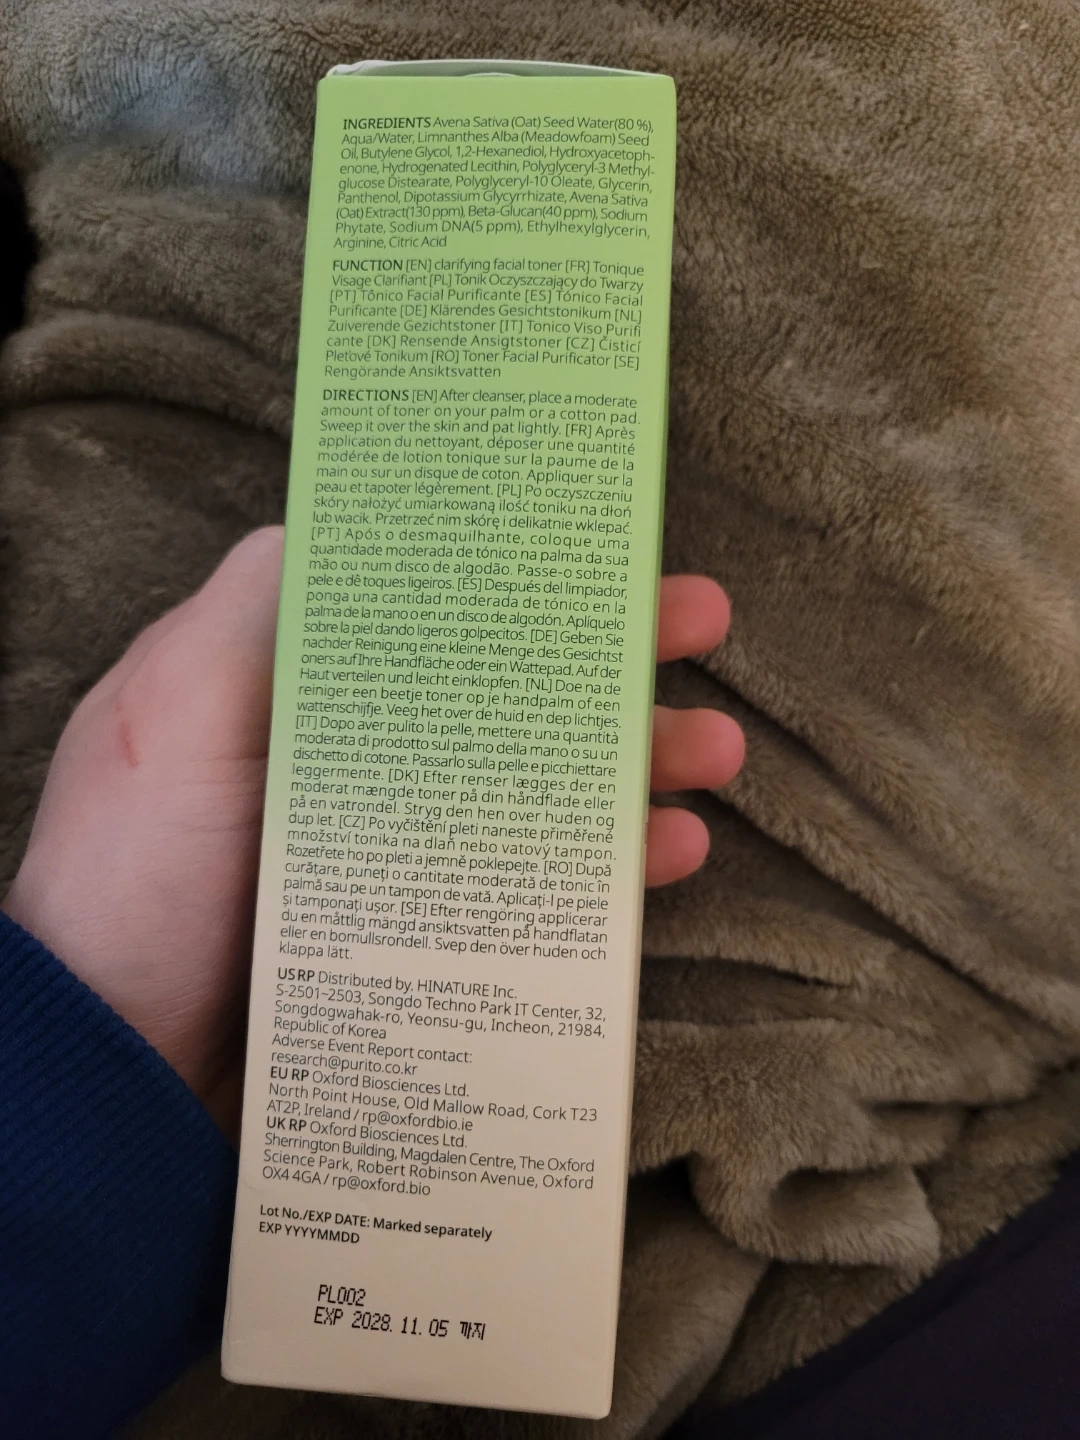 INGREDIENTS Avena Sativa (Oat) Seed Water(80 %),
Aqua/Water, Limnanthes Alba (Meadowfoam) Seed
Oil, Butylene Glycol, 1,2-Hexanediol, Hydroxyacetoph-
enone, Hydrogenated Lecithin, Polyglyceryl-3 Methyl-
glucose Distearate, Polyglyceryl-10 Oleate, Glycerin,
Panthenol, Dipotassium Glycyrrhizate, Avena Sativa
(Oat) Extract(130 ppm), Beta-Glucan(40 ppm), Sodium
Phytate, Sodium DNA(5 ppm), Ethylhexylglycerin,
Arginine, Citric Acid
FUNCTION [EN] clarifying facial toner [FR] Tonique
Visage Clarifiant [PL] Tonik Oczyszczający do Twarzy
[PT] Tônico Facial Purificante [ES] Tónico Facial
Purificante [DE] Klärendes Gesichtstonikum [NL]
Zuiverende Gezichtstoner [IT] Tonico Viso Purifi
cante [DK] Rensende Ansigtstoner [CZ] Čisticí
Pleťové Tonikum [RO] Toner Facial Purificator [SE]
Rengörande Ansiktsvatten
DIRECTIONS [EN] After cleanser, place a moderate
amount of toner on your palm or a cotton pad.
Sweep it over the skin and pat lightly. [FR] Après
application du nettoyant, déposer une quantité
modérée de lotion tonique sur la paume de la
main ou sur un disque de coton. Appliquer sur la
peau et tapoter légèrement. [PL] Po oczyszczeniu
skóry nałożyć umiarkowaną ilość toniku na dłoń
lub wacik. Przetrzeć nim skórę i delikatnie wklepać.
[PT] Após o desmaquilhante, coloque uma
quantidade moderada de tónico na palma da sua
mão ou num disco de algodão. Passe-o sobre a
pele e dê toques ligeiros. [ES] Después del limpiador,
ponga una cantidad moderada de tónico en la
palma de la mano o en un disco de algodón. Aplíquelo
sobre la piel dando ligeros golpecitos. [DE] Geben Sie
nachder Reinigung eine kleine Menge des Gesichtst
oners auf Ihre Handfläche oder ein Wattepad. Auf der
Haut verteilen und leicht einklopfen. [NL] Doe na de
reiniger een beetje toner op je handpalm of een
wattenschijfje. Veeg het over de huid en dep lichtjes.
[IT] Dopo aver pulito la pelle, mettere una quantità
moderata di prodotto sul palmo della mano o su un
dischetto di cotone. Passarlo sulla pelle e picchiettare
leggermente. [DK] Efter renser lægges der en
moderat mængde toner på din håndflade eller
på en vatrondel. Stryg den hen over huden og
dup let. [CZ] Po vyčištění pleti naneste přiměřené
množství tonika na dlaň nebo vatový tampon.
Rozetřete ho po pleti a jemně poklepejte. [RO] După
curățare, puneți o cantitate moderată de tonic în
palmă sau pe un tampon de vată. Aplicați-l pe piele
și tamponați ușor. [SE] Efter rengöring applicerar
du en måttlig mängd ansiktsvatten på handflatan
eller en bomullsrondell. Svep den över huden och
klappa lätt.
US RP Distributed by. HINATURE Inc.
S-2501~2503, Songdo Techno Park IT Center, 32,
Songdogwahak-ro, Yeonsu-gu, Incheon, 21984,
Republic of Korea
Adverse Event Report contact:
research@purito.co.kr
EU RP Oxford Biosciences Ltd.
North Point House, Old Mallow Road, Cork T23
AT2P, Ireland / rp@oxfordbio.ie
UK RP Oxford Biosciences Ltd.
Sherrington Building, Magdalen Centre, The Oxford
Science Park, Robert Robinson Avenue, Oxford
OX4 4GA / rp@oxford.bio
Lot No./EXP DATE: Marked separately
EXP YYYYMMDD
PL002
EXP 2028. 11. 05 까지